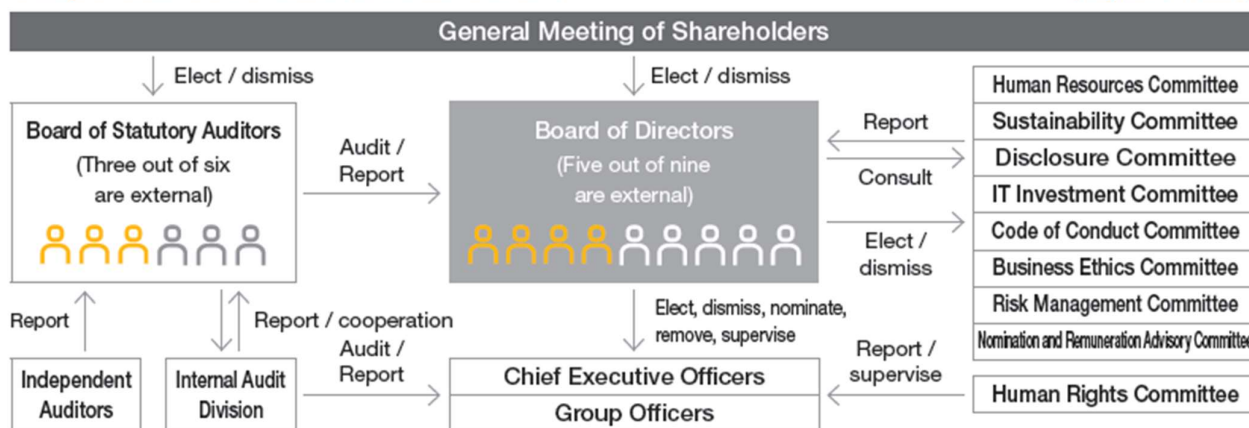 General Meeting of Shareholders
Elect / dismiss
Elect / dismiss
Board of Statutory Auditors
(Three out of six
are external)
Audit /
Report
Board of Directors
(Five out of nine
are external)
Report
Consult
Elect /
dismiss
Human Resources Committee
Sustainability Committee
Disclosure Committee
IT Investment Committee
Code of Conduct Committee
Business Ethics Committee
Risk Management Committee
Nomination and Remuneration Advisory Committee
Report
Report / cooperation
Elect, dismiss, nominate,
remove, supervise
Independent
Auditors
Internal Audit
Division
Audit /
Report
Chief Executive Officers
Group Officers
Report /
supervise
Human Rights Committee